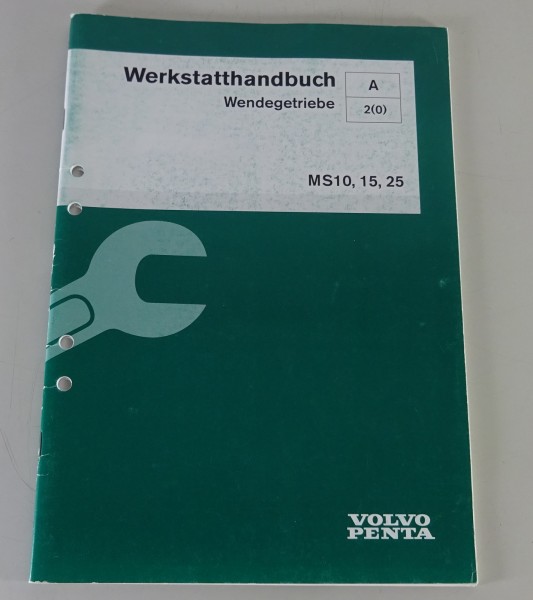 Werkstatthandbuch
Wendegetriebe
A
2(0)
MS10, 15, 25
VOLVO
PENTA